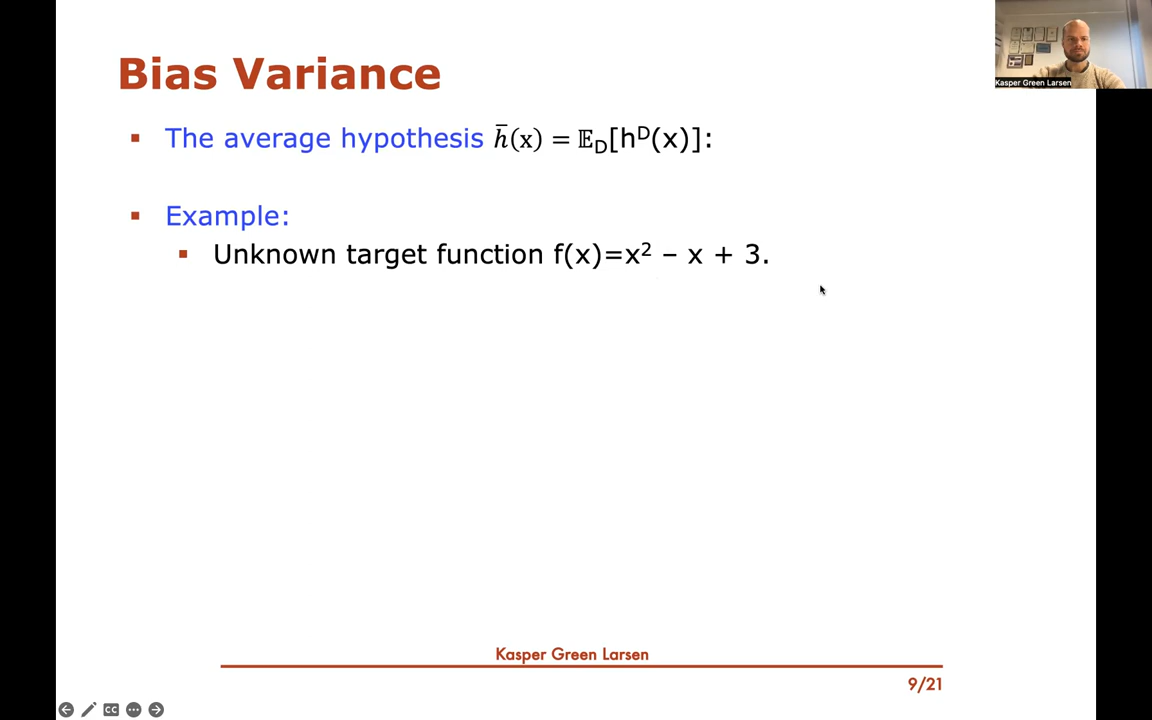 Bias Variance
Kasper Green Larsen
▪ The average hypothesis h̄(x) = 𝔼_D[h^D(x)]:
▪ Example:
▪ Unknown target function f(x)=x² – x + 3.
Kasper Green Larsen
9/21
CC